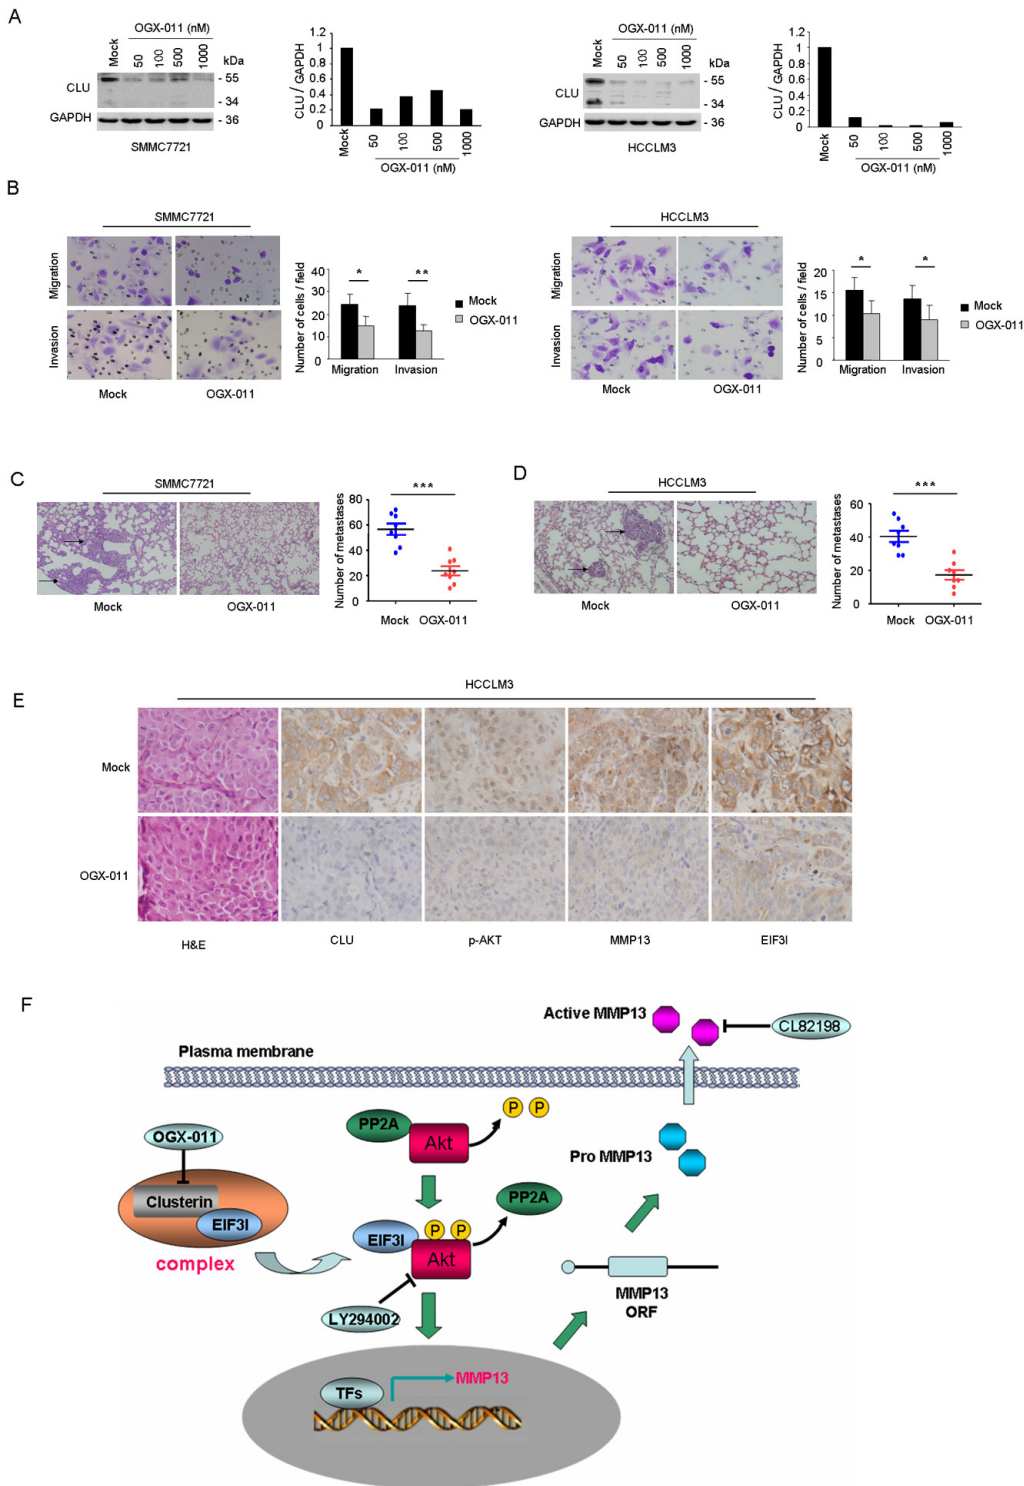 A
OGX-011 (nM)
Mock
50
100
500
1000
kDa
CLU
- 55
- 34
GAPDH
- 36
SMMC7721
CLU / GAPDH
1.2
1
0.8
0.6
0.4
0.2
0
Mock
50
100
500
1000
OGX-011 (nM)
OGX-011 (nM)
Mock
50
100
500
1000
kDa
CLU
- 55
- 34
GAPDH
- 36
HCCLM3
CLU / GAPDH
1.2
1
0.8
0.6
0.4
0.2
0
Mock
50
100
500
1000
OGX-011 (nM)
B
SMMC7721
Migration
Invasion
Mock
OGX-011
Number of cells / field
40
30
20
10
0
*
**
Migration
Invasion
Mock
OGX-011
HCCLM3
Migration
Invasion
Mock
OGX-011
Number of cells / field
20
15
10
5
0
*
*
Migration
Invasion
Mock
OGX-011
C
SMMC7721
Mock
OGX-011
Number of metastases
80
60
40
20
0
***
Mock
OGX-011
D
HCCLM3
Mock
OGX-011
Number of metastases
60
40
20
0
***
Mock
OGX-011
E
HCCLM3
Mock
OGX-011
H&E
CLU
p-AKT
MMP13
EIF3I
F
Active MMP13
CL82198
Plasma membrane
PP2A
Akt
P
P
OGX-011
Pro MMP13
Clusterin
EIF3I
complex
EIF3I
P
P
Akt
PP2A
LY294002
MMP13
ORF
TFs
MMP13